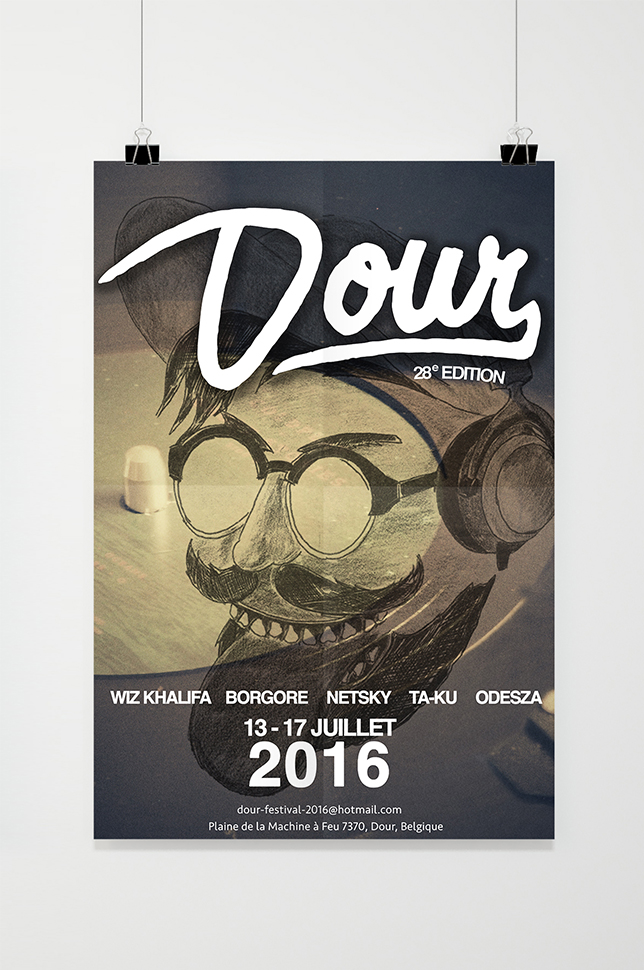 Dour
28e EDITION
WIZ KHALIFA BORGORE NETSKY TA-KU ODESZA
13 - 17 JUILLET
2016
dour-festival-2016@hotmail.com
Plaine de la Machine à Feu 7370, Dour, Belgique